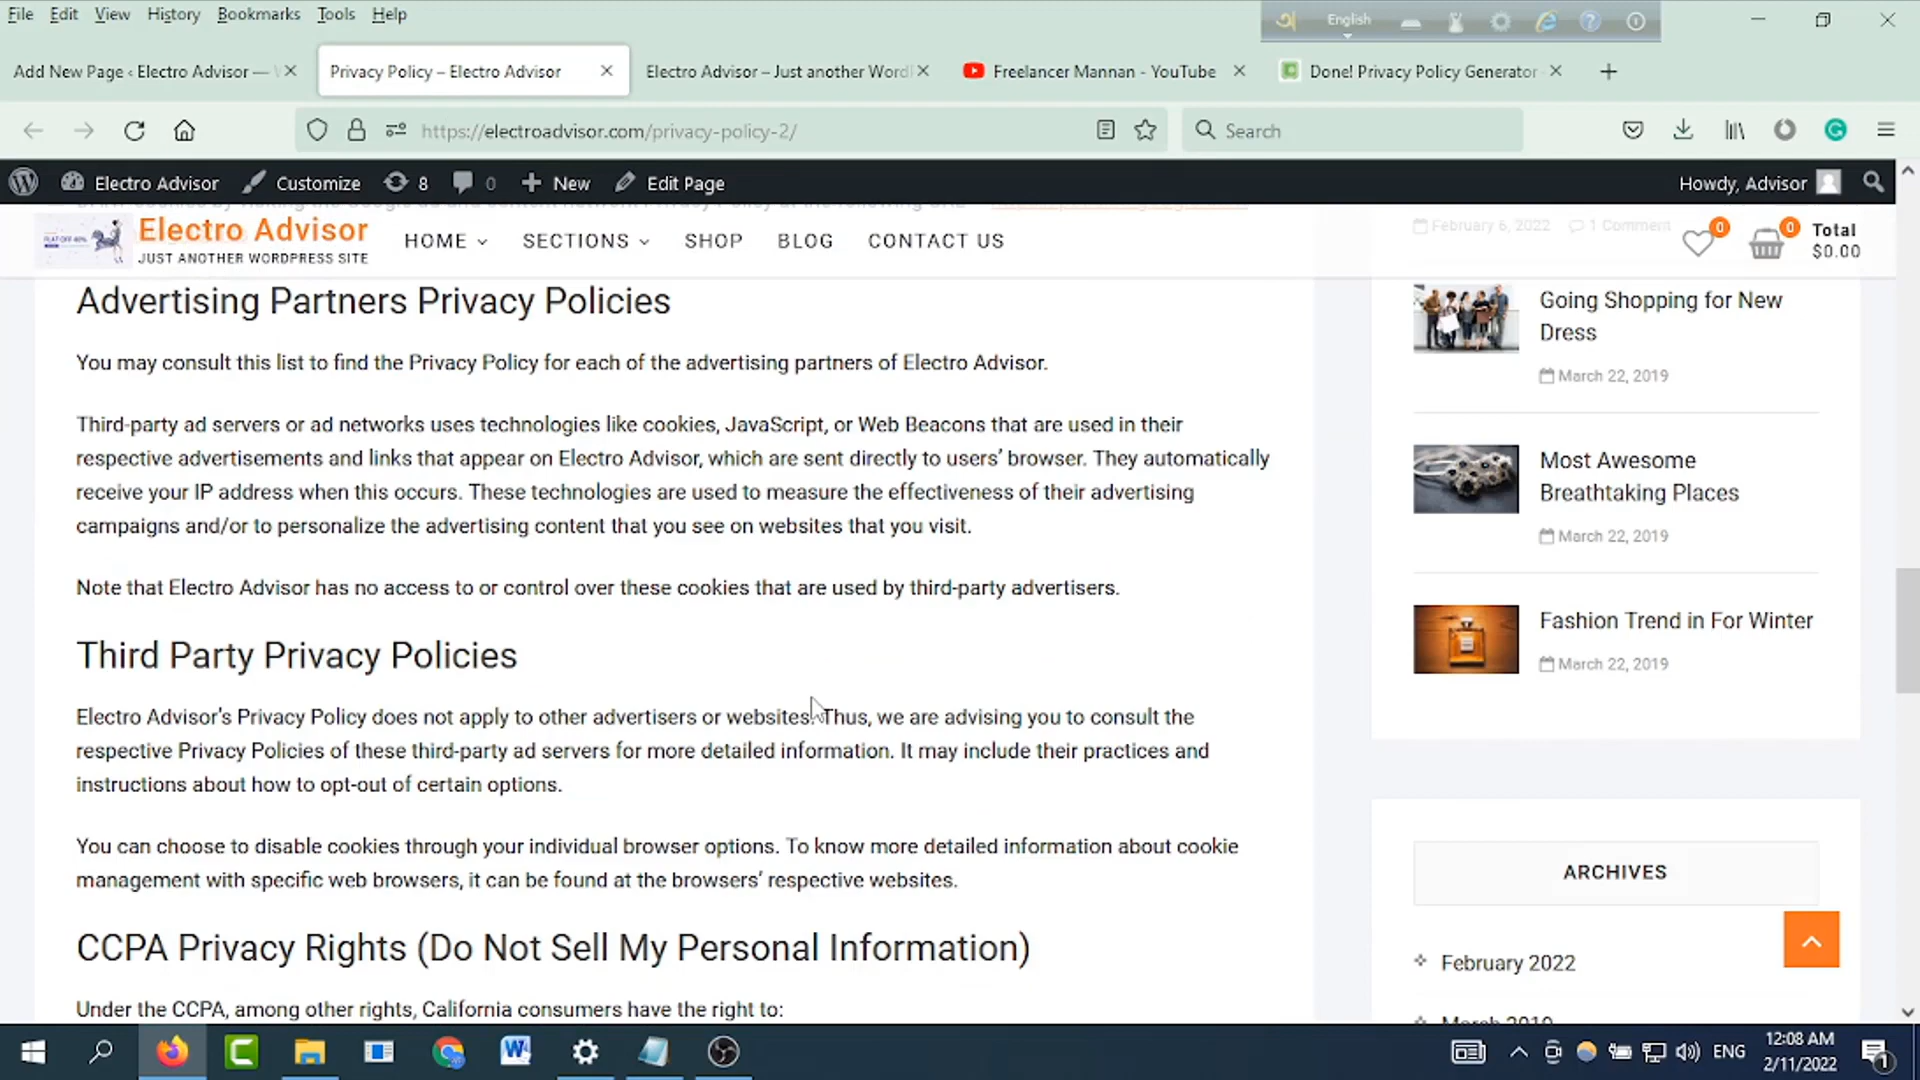 File Edit View History Bookmarks Tools Help
English
Add New Page ‹ Electro Advisor —
Privacy Policy – Electro Advisor
Electro Advisor – Just another Word
Freelancer Mannan - YouTube
Done! Privacy Policy Generator
https://electroadvisor.com/privacy-policy-2/
Search
Electro Advisor Customize 8 0 New Edit Page
Howdy, Advisor
Electro Advisor
JUST ANOTHER WORDPRESS SITE
HOME SECTIONS SHOP BLOG CONTACT US
February 6, 2022 1 Comment
0 0 Total
$0.00
Advertising Partners Privacy Policies
You may consult this list to find the Privacy Policy for each of the advertising partners of Electro Advisor.
Third-party ad servers or ad networks uses technologies like cookies, JavaScript, or Web Beacons that are used in their
respective advertisements and links that appear on Electro Advisor, which are sent directly to users’ browser. They automatically
receive your IP address when this occurs. These technologies are used to measure the effectiveness of their advertising
campaigns and/or to personalize the advertising content that you see on websites that you visit.
Note that Electro Advisor has no access to or control over these cookies that are used by third-party advertisers.
Third Party Privacy Policies
Electro Advisor's Privacy Policy does not apply to other advertisers or websites. Thus, we are advising you to consult the
respective Privacy Policies of these third-party ad servers for more detailed information. It may include their practices and
instructions about how to opt-out of certain options.
You can choose to disable cookies through your individual browser options. To know more detailed information about cookie
management with specific web browsers, it can be found at the browsers’ respective websites.
CCPA Privacy Rights (Do Not Sell My Personal Information)
Under the CCPA, among other rights, California consumers have the right to:
Going Shopping for New
Dress
March 22, 2019
Most Awesome
Breathtaking Places
March 22, 2019
Fashion Trend in For Winter
March 22, 2019
ARCHIVES
February 2022
March 2019
ENG
12:08 AM
2/11/2022
1